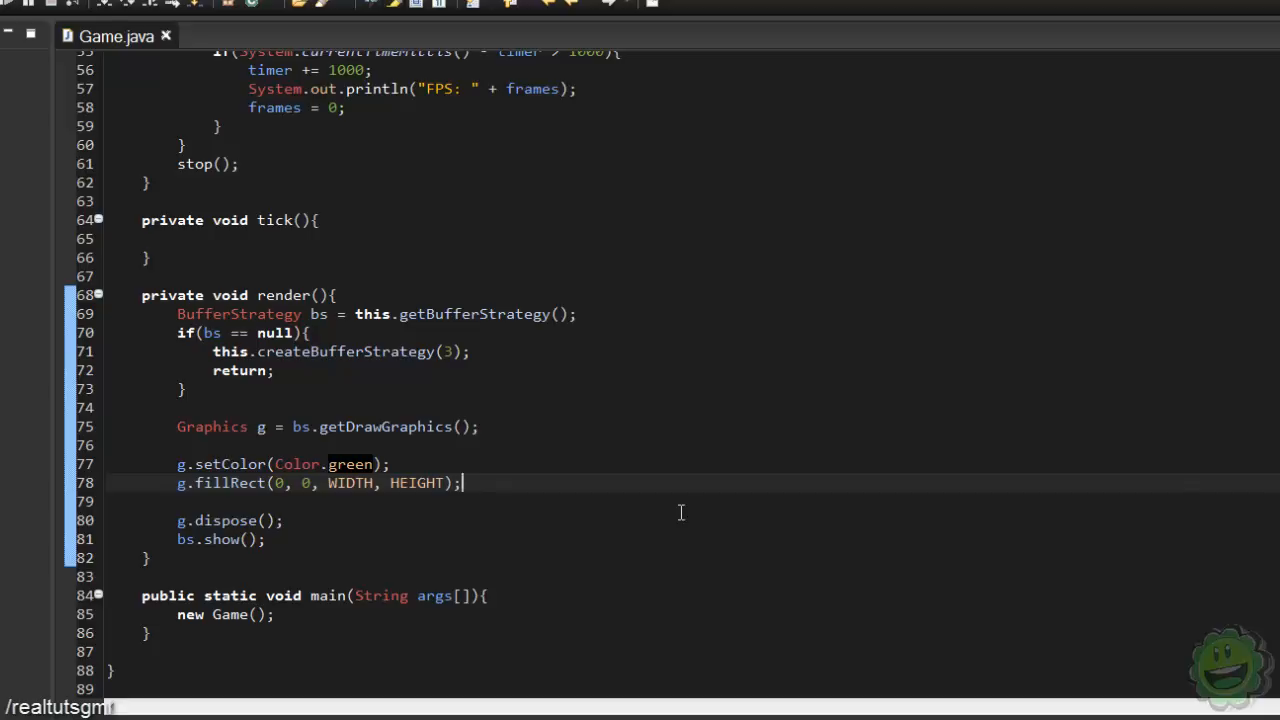 Game.java
55 if(System.currentTimeMillis() - timer > 1000){
56 timer += 1000;
57 System.out.println("FPS: " + frames);
58 frames = 0;
59 }
60 }
61 stop();
62 }
63
64 private void tick(){
65
66 }
67
68 private void render(){
69 BufferStrategy bs = this.getBufferStrategy();
70 if(bs == null){
71 this.createBufferStrategy(3);
72 return;
73 }
74
75 Graphics g = bs.getDrawGraphics();
76
77 g.setColor(Color.green);
78 g.fillRect(0, 0, WIDTH, HEIGHT);
79
80 g.dispose();
81 bs.show();
82 }
83
84 public static void main(String args[]){
85 new Game();
86 }
87
88 }
89
/realtutsgml